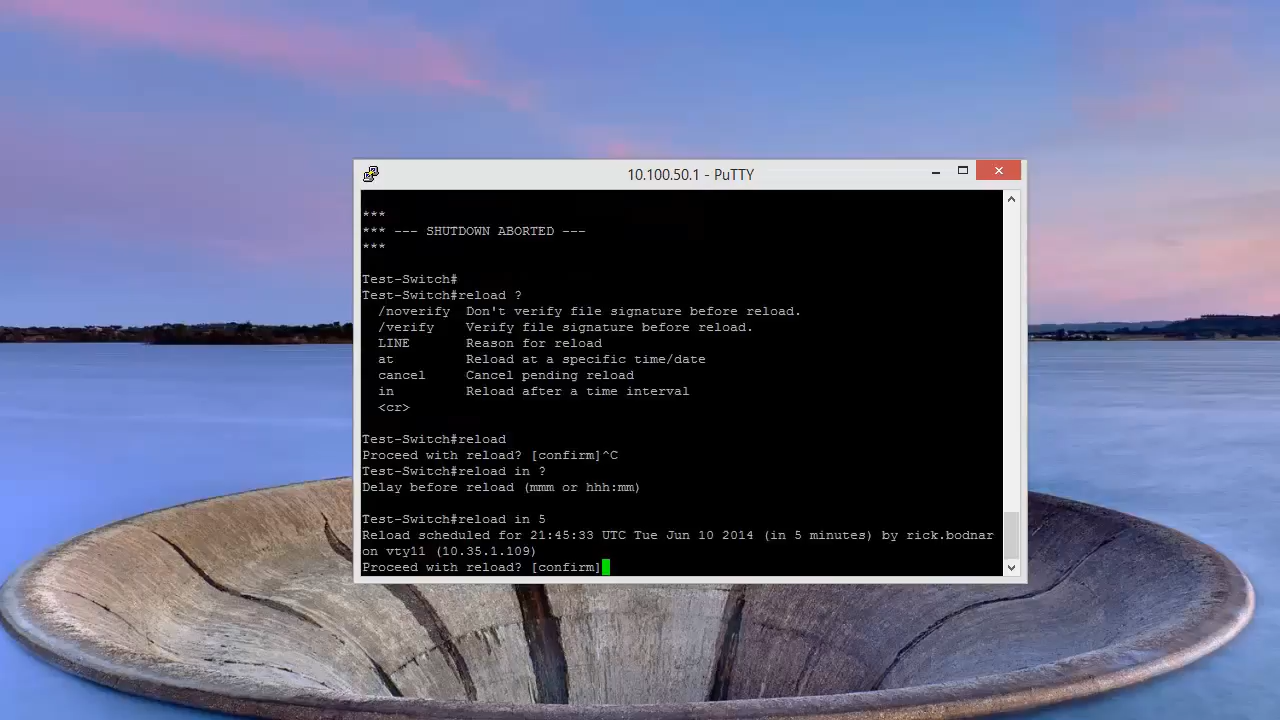 10.100.50.1 - PuTTY
***
*** --- SHUTDOWN ABORTED ---
***
Test-Switch#
Test-Switch#reload ?
/noverify Don't verify file signature before reload.
/verify Verify file signature before reload.
LINE Reason for reload
at Reload at a specific time/date
cancel Cancel pending reload
in Reload after a time interval
<cr>
Test-Switch#reload
Proceed with reload? [confirm]^C
Test-Switch#reload in ?
Delay before reload (mmm or hhh:mm)
Test-Switch#reload in 5
Reload scheduled for 21:45:33 UTC Tue Jun 10 2014 (in 5 minutes) by rick.bodnar
on vty11 (10.35.1.109)
Proceed with reload? [confirm]